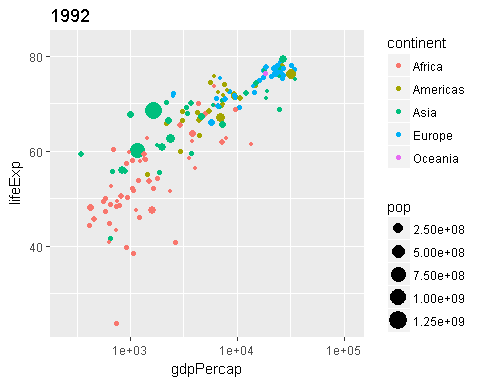 1992
80
60
40
lifeExp
1e+03
1e+04
1e+05
gdpPercap
continent
Africa
Americas
Asia
Europe
Oceania
pop
2.50e+08
5.00e+08
7.50e+08
1.00e+09
1.25e+09